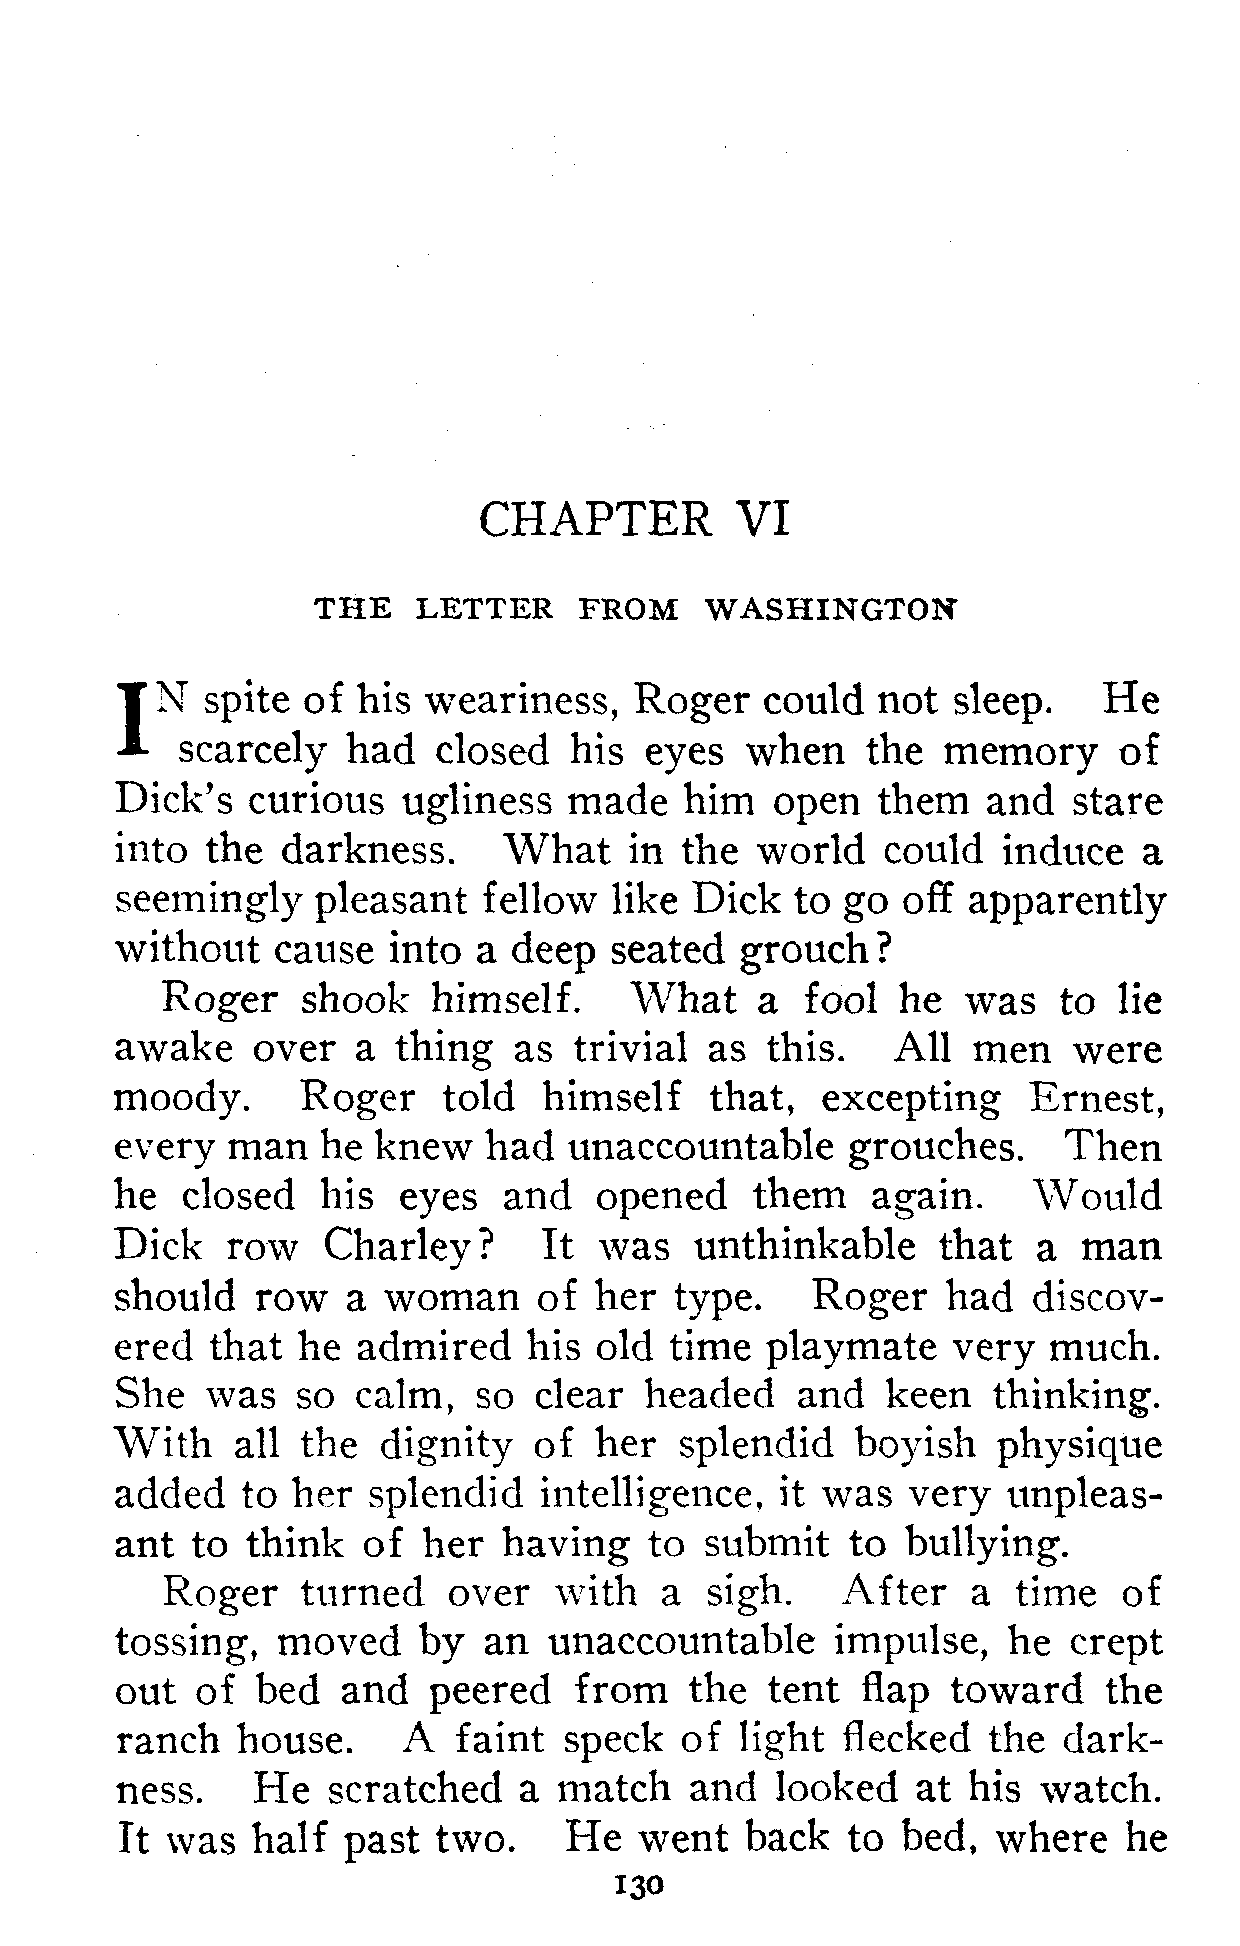 CHAPTER VI
THE LETTER FROM WASHINGTON
IN spite of his weariness, Roger could not sleep. He
scarcely had closed his eyes when the memory of
Dick's curious ugliness made him open them and stare
into the darkness. What in the world could induce a
seemingly pleasant fellow like Dick to go off apparently
without cause into a deep seated grouch?
Roger shook himself. What a fool he was to lie
awake over a thing as trivial as this. All men were
moody. Roger told himself that, excepting Ernest,
every man he knew had unaccountable grouches. Then
he closed his eyes and opened them again. Would
Dick row Charley? It was unthinkable that a man
should row a woman of her type. Roger had discov-
ered that he admired his old time playmate very much.
She was so calm, so clear headed and keen thinking.
With all the dignity of her splendid boyish physique
added to her splendid intelligence, it was very unpleas-
ant to think of her having to submit to bullying.
Roger turned over with a sigh. After a time of
tossing, moved by an unaccountable impulse, he crept
out of bed and peered from the tent flap toward the
ranch house. A faint speck of light flecked the dark-
ness. He scratched a match and looked at his watch.
It was half past two. He went back to bed, where he
130